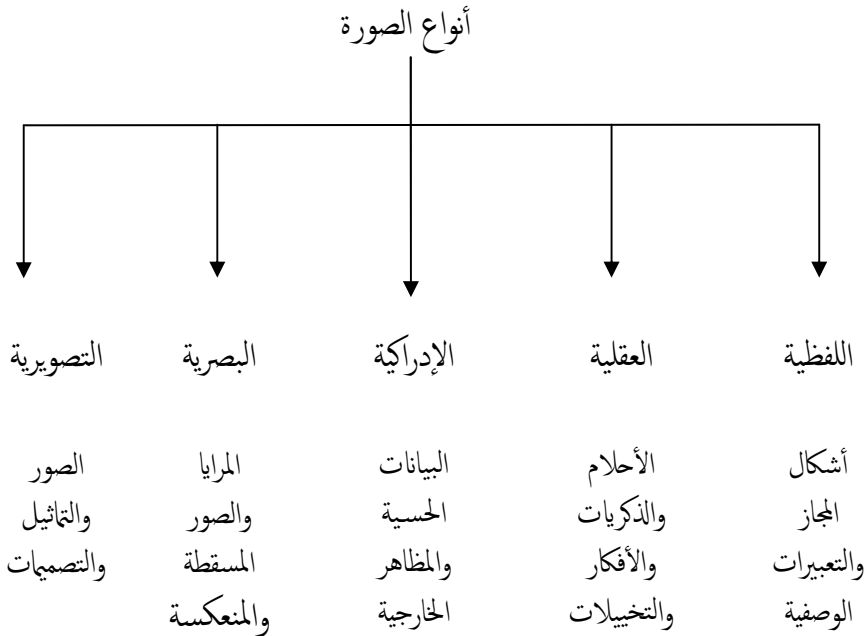 أنواع الصورة
اللفظية
العقلية
الإدراكية
البصرية
التصويرية
أشكال
المجاز
والتعبيرات
الوصفية
الأحلام
والذكريات
والأفكار
والتخييلات
البيانات
الحسية
والمظاهر
الخارجية
المرايا
والصور
المسقطة
والمنعكسة
الصور
والتماثيل
والتصميمات